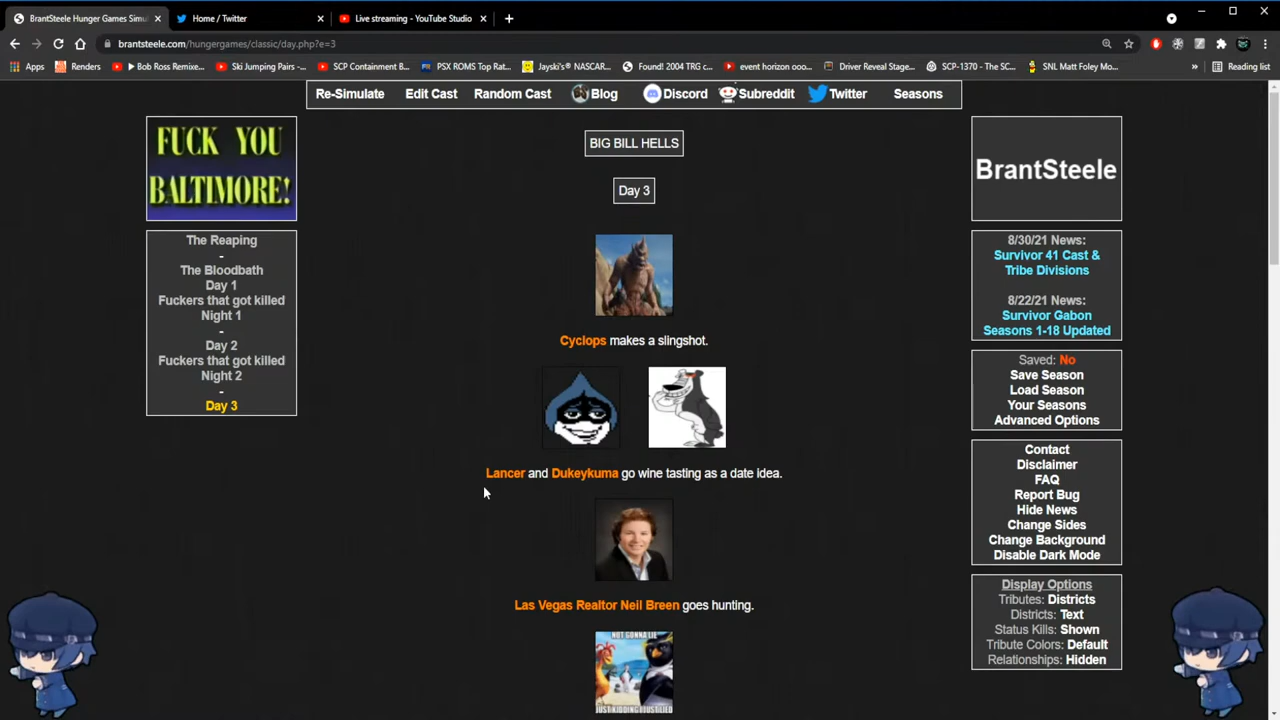 BrantSteele Hunger Games Simu
Home / Twitter
Live streaming - YouTube Studio
brantsteele.com/hungergames/classic/day.php?e=3
Apps
Renders
Bob Ross Remixe...
Ski Jumping Pairs -...
SCP Containment B...
PSX ROMS Top Rat...
Jayski's® NASCAR...
Found! 2004 TRG c...
event horizon ooo...
Driver Reveal Stage...
SCP-1370 - The SC...
SNL Matt Foley Mo...
»
Reading list
Re-Simulate
Edit Cast
Random Cast
Blog
Discord
Subreddit
Twitter
Seasons
FUCK YOU
BALTIMORE!
The Reaping
-
The Bloodbath
Day 1
Fuckers that got killed
Night 1
-
Day 2
Fuckers that got killed
Night 2
-
Day 3
BIG BILL HELLS
Day 3
Cyclops makes a slingshot.
Lancer and Dukeykuma go wine tasting as a date idea.
Las Vegas Realtor Neil Breen goes hunting.
NOT GONNA LIE
JUST KIDDING I JUST LIED
BrantSteele
8/30/21 News:
Survivor 41 Cast &
Tribe Divisions
8/22/21 News:
Survivor Gabon
Seasons 1-18 Updated
Saved: No
Save Season
Load Season
Your Seasons
Advanced Options
Contact
Disclaimer
FAQ
Report Bug
Hide News
Change Sides
Change Background
Disable Dark Mode
Display Options
Tributes: Districts
Districts: Text
Status Kills: Shown
Tribute Colors: Default
Relationships: Hidden